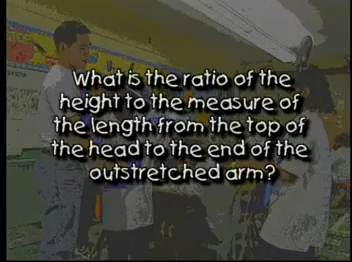 What is the ratio of the
height to the measure of
the length from the top of
the head to the end of the
outstretched arm?